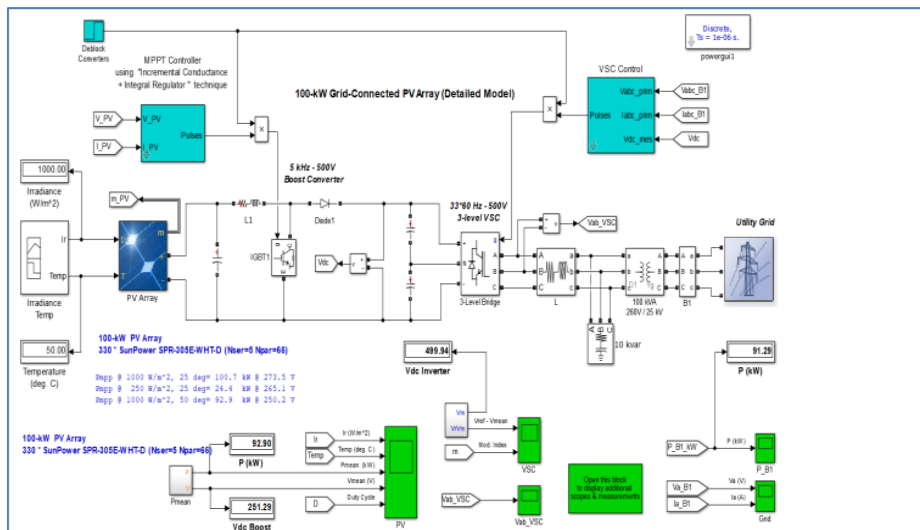 Deblock
Converters
MPPT Controller
using "Incremental Conductance
+ Integral Regulator" technique
V_PV
I_PV
V_PV
I_PV
Pulses
x
100-kW Grid-Connected PV Array (Detailed Model)
Discrete,
Ts = 1e-06 s.
powergui1
VSC Control
Vabc_prim
Iabc_prim
Vdc_mes
Pulses
Vabc_B1
Iabc_B1
Vdc
x
5 kHz - 500V
Boost Converter
33*60 Hz - 500V
3-level VSC
1000.00
Irradiance
(W/m^2)
m_PV
Ir
Temp
Irradiance
Temp
m
+
-
T
PV Array
L1
Diode1
IGBT1
Vdc
+
-
v
Vab_VSC
+
-
v
g
+
N
-
A
B
C
3-Level Bridge
A
B
C
L
A
B
C
a
b
c
100 kVA
260V / 25 kV
A
B
C
a
b
c
B1
Utility Grid
A B C
10 kvar
50.00
Temperature
(deg. C)
100-kW PV Array
330 * SunPower SPR-305E-WHT-D (Nser=5 Npar=66)
Pmpp @ 1000 W/m^2, 25 deg= 100.7 kW @ 273.5 V
Pmpp @ 250 W/m^2, 25 deg= 24.4 kW @ 265.1 V
Pmpp @ 1000 W/m^2, 50 deg= 92.9 kW @ 250.2 V
499.94
Vdc Inverter
91.29
P (kW)
100-kW PV Array
330 * SunPower SPR-305E-WHT-D (Nser=5 Npar=66)
92.90
P (kW)
Pmean
251.29
Vdc Boost
Ir
Temp
D
Ir (W/m^2)
Temp (deg. C)
Pmean (kW)
Vmean (V)
Duty Cycle
PV
Vm
Vref - Vmean
m
Mod. Index
VSC
Vab_VSC
Vab_VSC
Open this block
to display additional
scopes & measurements
P_B1_kW
P (kW)
P_B1
Va_B1
Ia_B1
Va (V)
Ia (A)
Grid